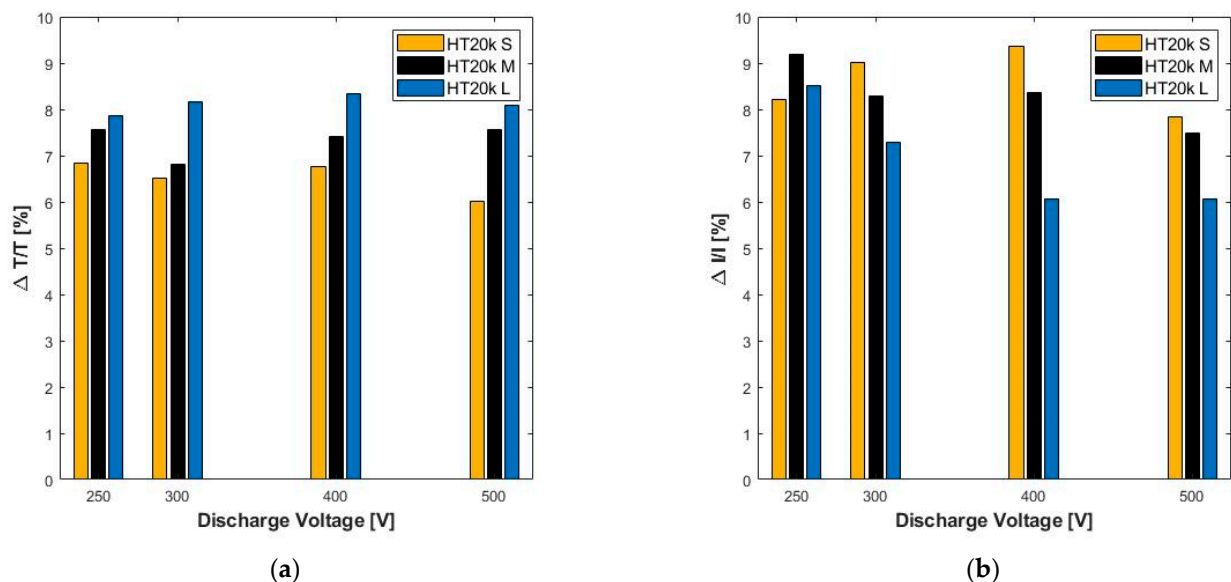 10
9
8
7
6
5
4
3
2
1
0
Δ T/T [%]
HT20k S
HT20k M
HT20k L
250 300 400 500
Discharge Voltage [V]
(a)
10
9
8
7
6
5
4
3
2
1
0
Δ I/I [%]
HT20k S
HT20k M
HT20k L
250 300 400 500
Discharge Voltage [V]
(b)